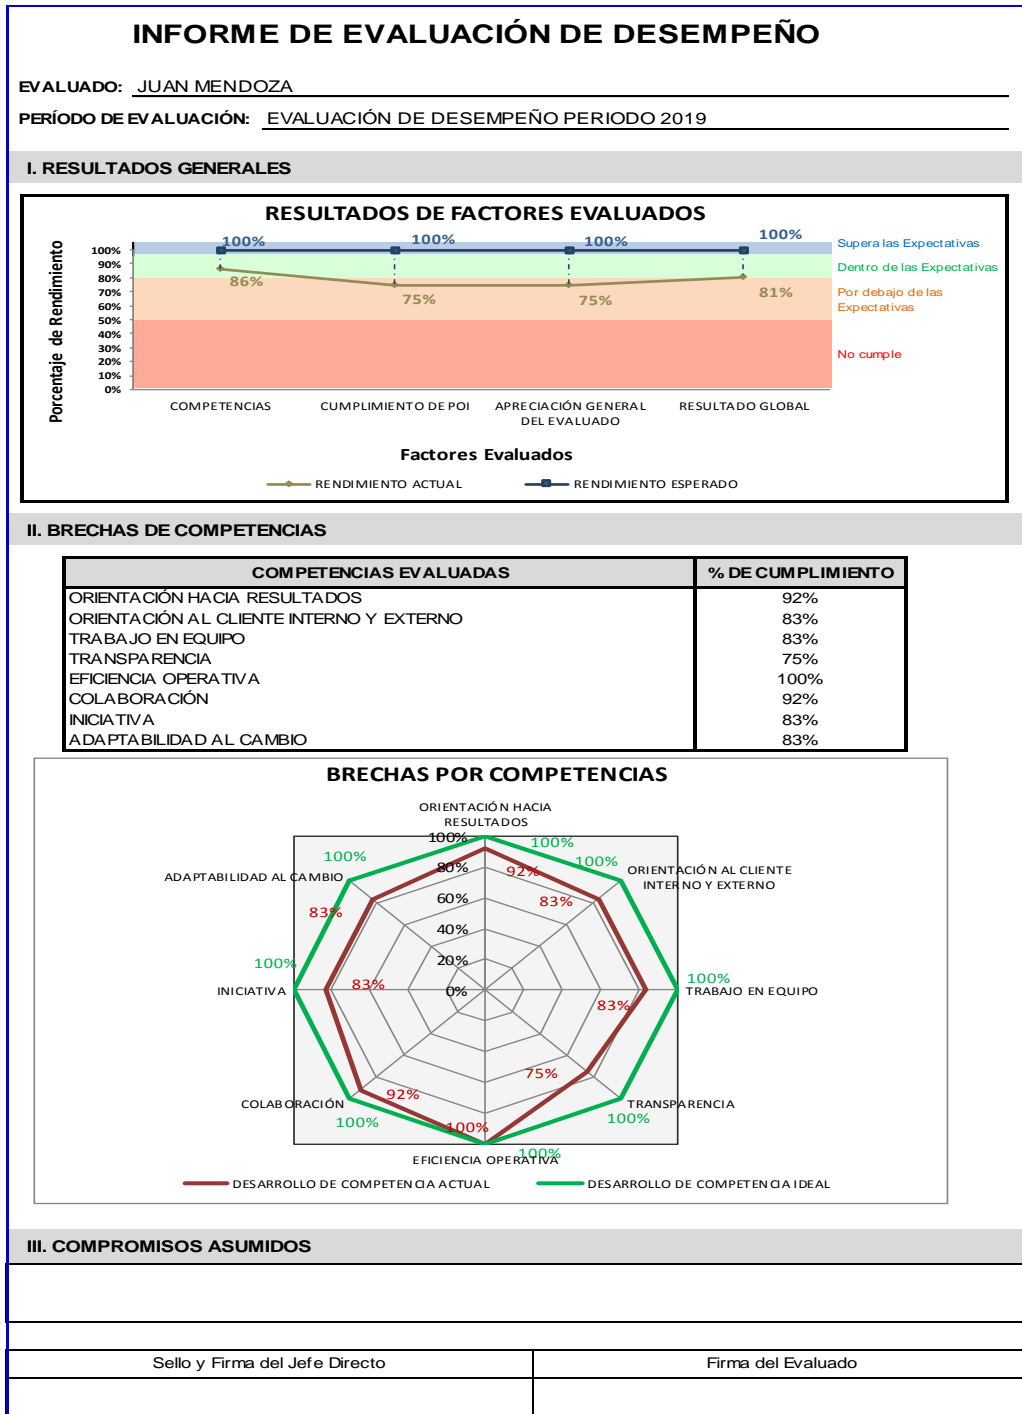 INFORME DE EVALUACIÓN DE DESEMPEÑO
EVALUADO: JUAN MENDOZA
PERÍODO DE EVALUACIÓN: EVALUACIÓN DE DESEMPEÑO PERIODO 2019
I. RESULTADOS GENERALES
RESULTADOS DE FACTORES EVALUADOS
Porcentaje de Rendimiento
100%
90%
80%
70%
60%
50%
40%
30%
20%
10%
0%
100% 100% 100% 100%
86% 75% 75% 81%
Supera las Expectativas
Dentro de las Expectativas
Por debajo de las
Expectativas
No cumple
COMPETENCIAS CUMPLIMIENTO DE POI APRECIACIÓN GENERAL RESULTADO GLOBAL
DEL EVALUADO
Factores Evaluados
RENDIMIENTO ACTUAL RENDIMIENTO ESPERADO
II. BRECHAS DE COMPETENCIAS
COMPETENCIAS EVALUADAS % DE CUMPLIMIENTO
ORIENTACIÓN HACIA RESULTADOS 92%
ORIENTACIÓN AL CLIENTE INTERNO Y EXTERNO 83%
TRABAJO EN EQUIPO 83%
TRANSPARENCIA 75%
EFICIENCIA OPERATIVA 100%
COLABORACIÓN 92%
INICIATIVA 83%
ADAPTABILIDAD AL CAMBIO 83%
BRECHAS POR COMPETENCIAS
ORIENTACIÓN HACIA
RESULTADOS
100%
80%
60%
40%
20%
0%
100%
92%
100%
ORIENTACIÓN AL CLIENTE
INTERNO Y EXTERNO
83%
100%
TRABAJO EN EQUIPO
83%
75%
TRANSPARENCIA
100%
100%
100%
EFICIENCIA OPERATIVA
92%
COLABORACIÓN
100%
100%
INICIATIVA
83%
100%
ADAPTABILIDAD AL CAMBIO
83%
DESARROLLO DE COMPETENCIA ACTUAL DESARROLLO DE COMPETENCIA IDEAL
III. COMPROMISOS ASUMIDOS
Sello y Firma del Jefe Directo Firma del Evaluado